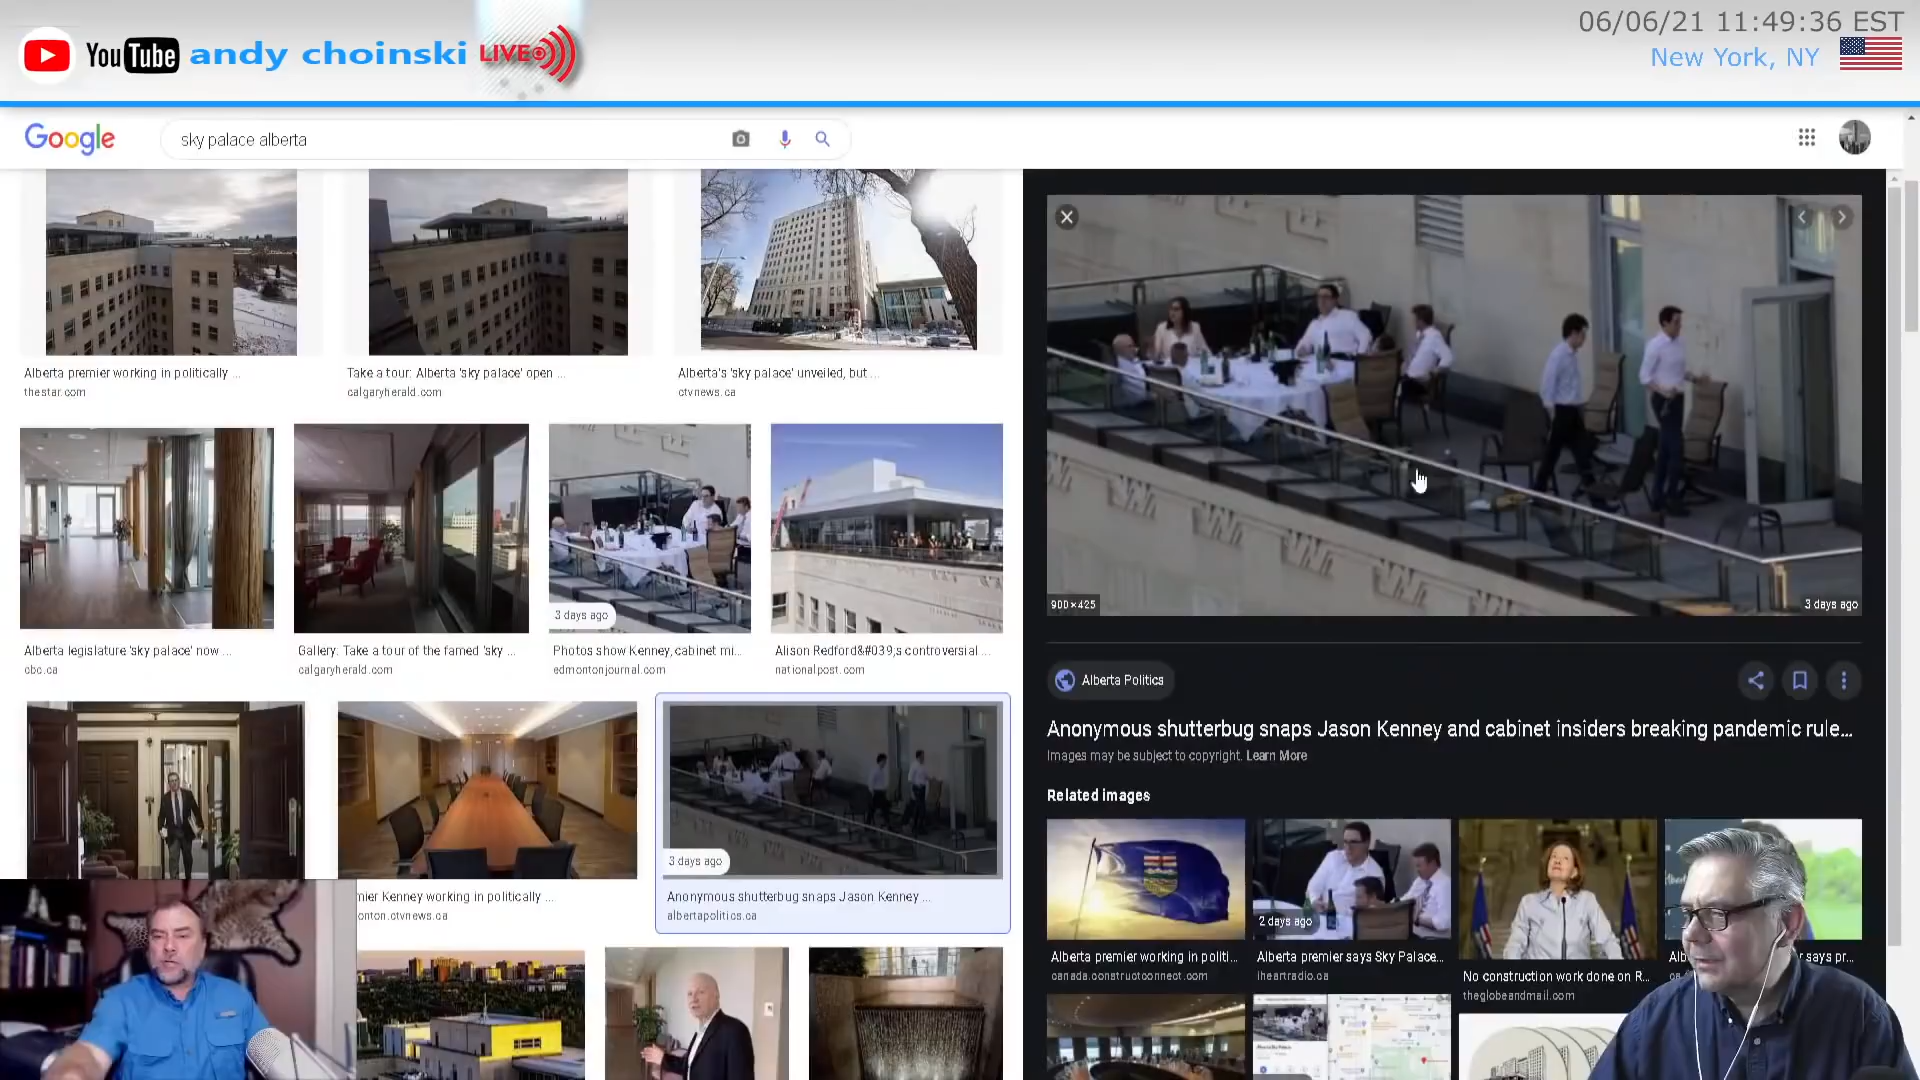 06/06/21 11:49:36 EST
YouTube andy choinski LIVE
New York, NY
Google
sky palace alberta
Alberta premier working in politically ...
thestar.com
Take a tour: Alberta 'sky palace' open ...
calgaryherald.com
Alberta's 'sky palace' unveiled, but ...
ctvnews.ca
900×425
3 days ago
3 days ago
Alberta legislature 'sky palace' now ...
cbc.ca
Gallery: Take a tour of the famed 'sky ...
calgaryherald.com
Photos show Kenney, cabinet mi...
edmontonjournal.com
Alison Redford&#039;s controversial ...
nationalpost.com
Alberta Politics
Anonymous shutterbug snaps Jason Kenney and cabinet insiders breaking pandemic rule...
Images may be subject to copyright. Learn More
Related images
3 days ago
mier Kenney working in politically ...
onton.ctvnews.ca
Anonymous shutterbug snaps Jason Kenney ...
albertapolitics.ca
2 days ago
Alberta premier working in politi...
canada.constructconnect.com
Alberta premier says Sky Palace...
iheartradio.ca
No construction work done on R...
theglobeandmail.com
Alb
r says pr...